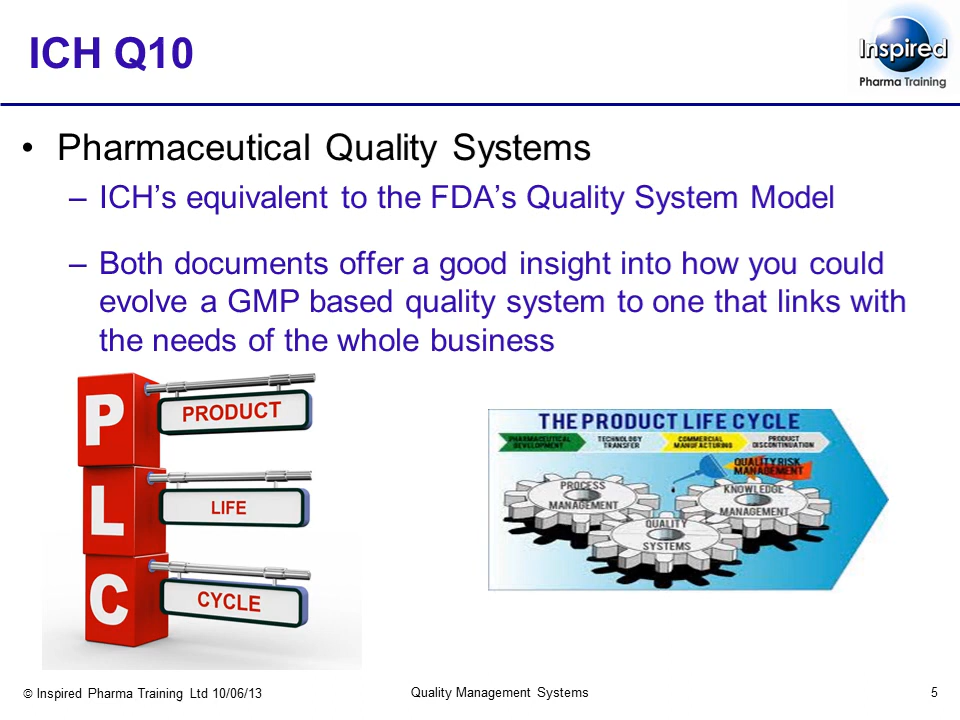 ICH Q10
Inspired
Pharma Training
• Pharmaceutical Quality Systems
– ICH’s equivalent to the FDA’s Quality System Model
– Both documents offer a good insight into how you could
evolve a GMP based quality system to one that links with
the needs of the whole business
P
PRODUCT
L
LIFE
C
CYCLE
THE PRODUCT LIFE CYCLE
PHARMACEUTICAL
DEVELOPMENT
TECHNOLOGY
TRANSFER
COMMERCIAL
MANUFACTURING
PRODUCT
DISCONTINUATION
QUALITY RISK
MANAGEMENT
PROCESS
MANAGEMENT
KNOWLEDGE
MANAGEMENT
QUALITY
SYSTEMS
© Inspired Pharma Training Ltd 10/06/13
Quality Management Systems
5